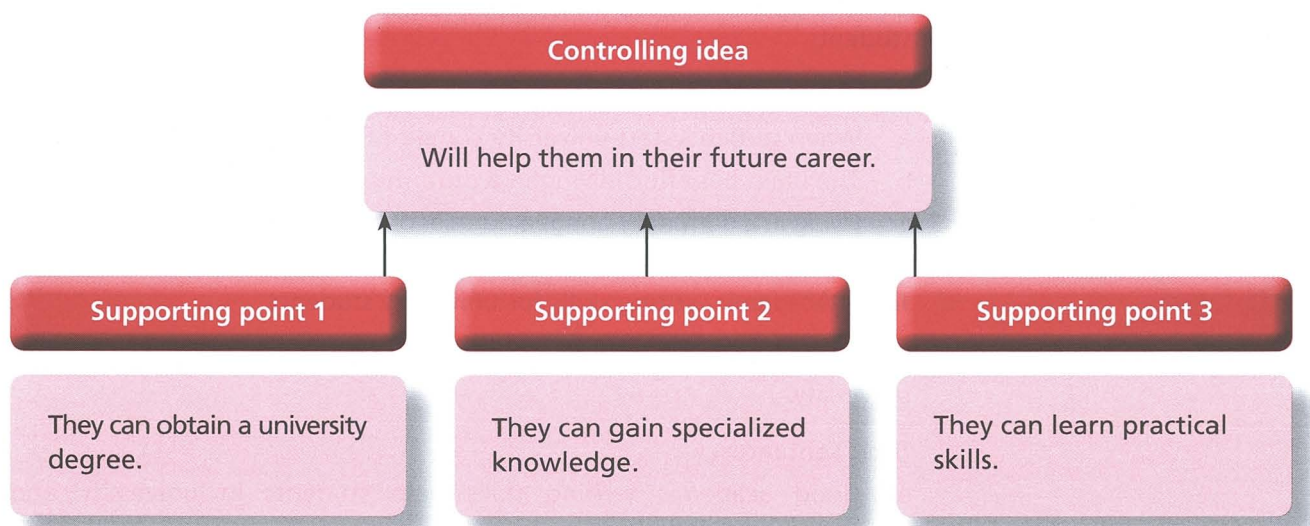 Controlling idea
Will help them in their future career.
Supporting point 1
They can obtain a university
degree.
Supporting point 2
They can gain specialized
knowledge.
Supporting point 3
They can learn practical
skills.